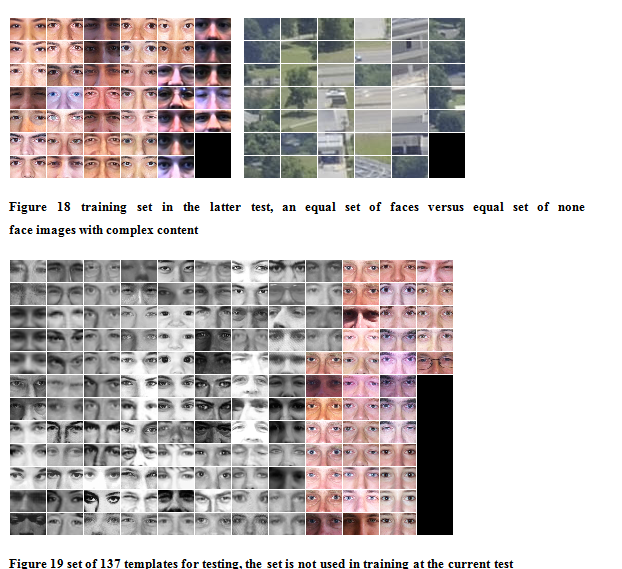 Figure 18 training set in the latter test, an equal set of faces versus equal set of none
face images with complex content
Figure 19 set of 137 templates for testing, the set is not used in training at the current test